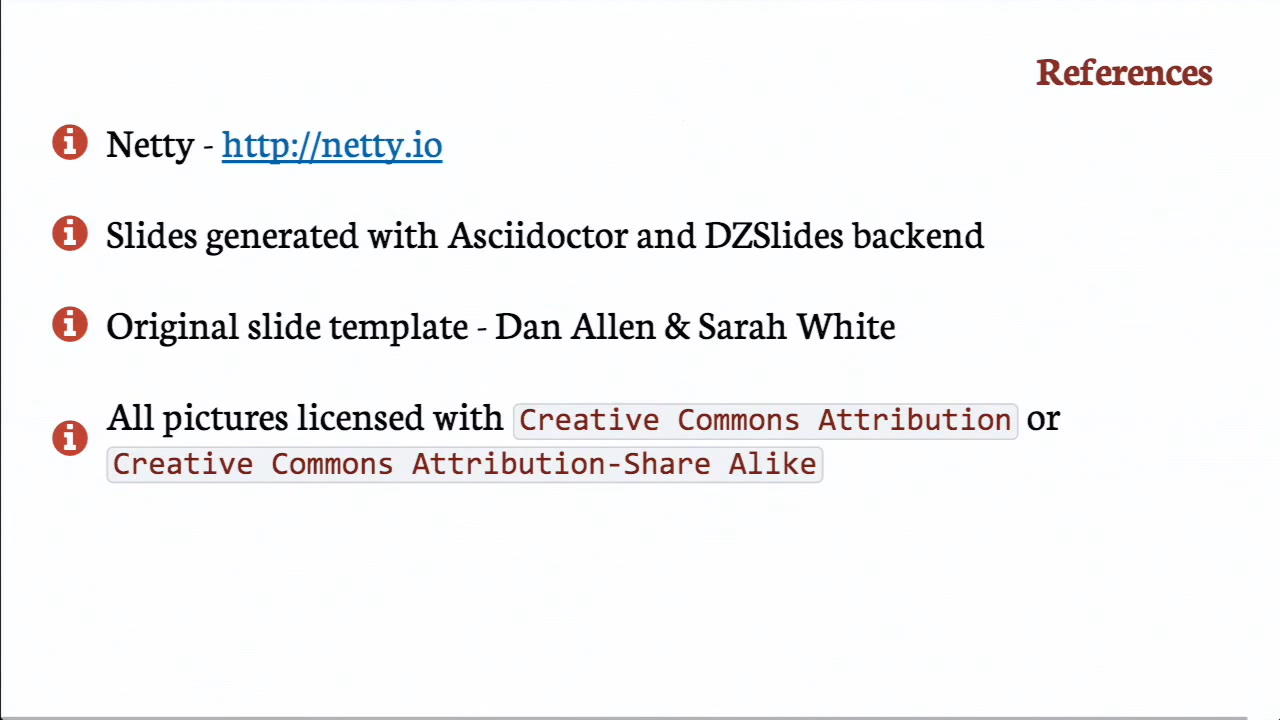 References
Netty - http://netty.io
Slides generated with Asciidoctor and DZSlides backend
Original slide template - Dan Allen & Sarah White
All pictures licensed with Creative Commons Attribution or
Creative Commons Attribution-Share Alike